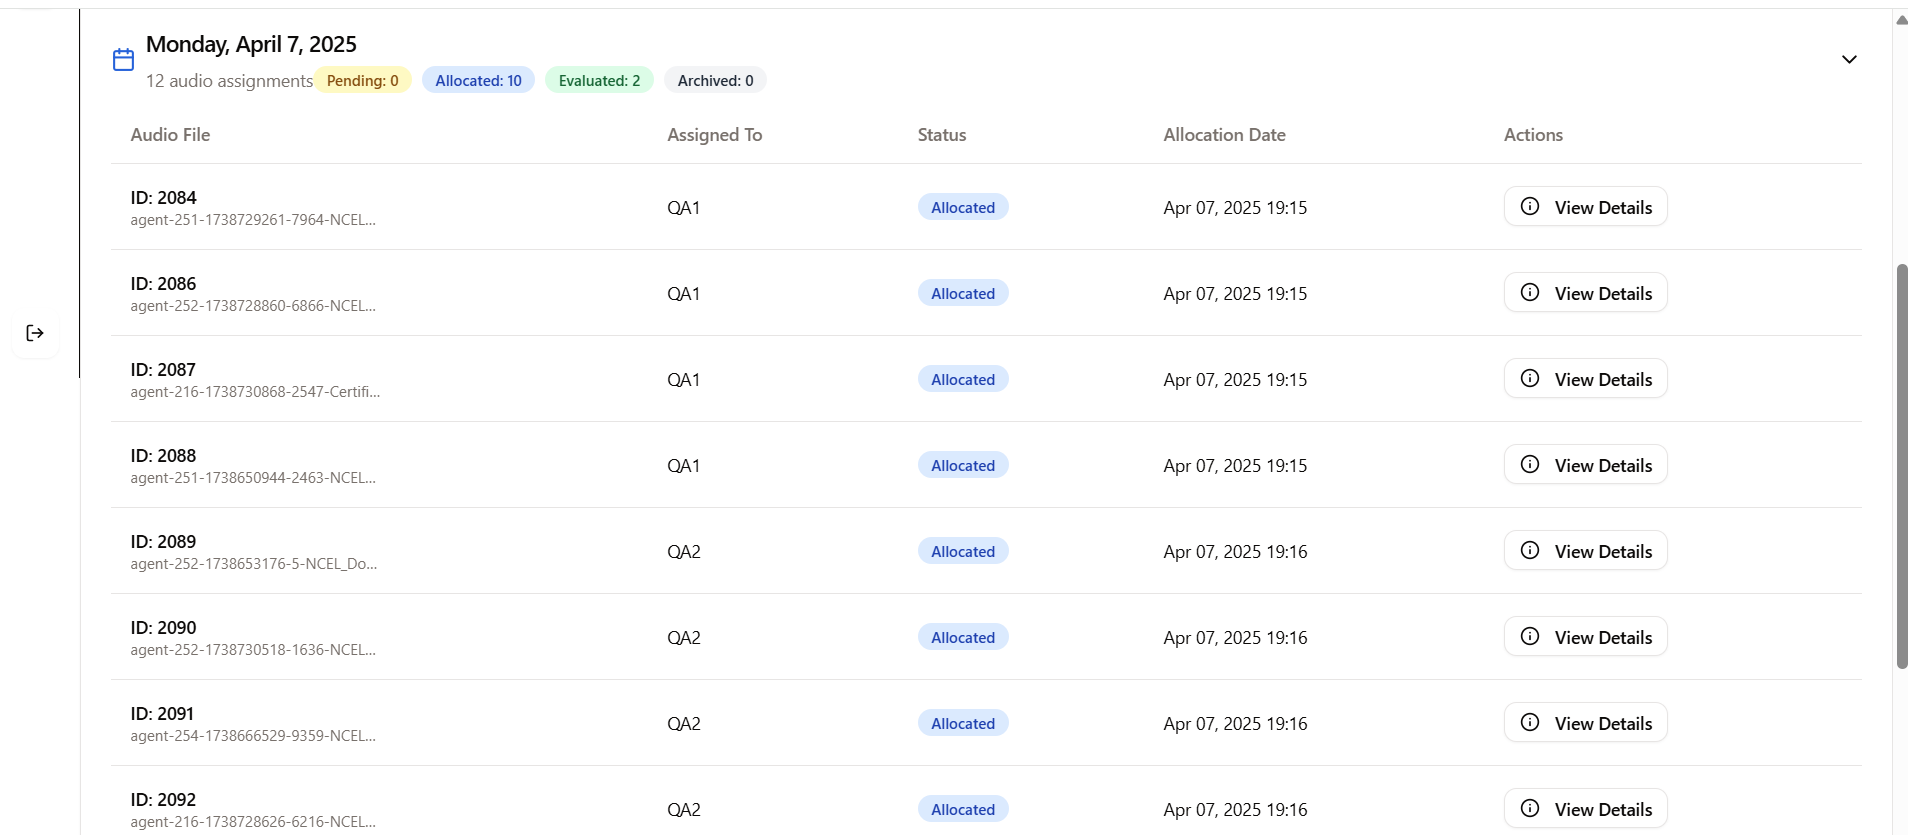 Monday, April 7, 2025
12 audio assignments Pending: 0 Allocated: 10 Evaluated: 2 Archived: 0
Audio File Assigned To Status Allocation Date Actions
ID: 2084
agent-251-1738729261-7964-NCEL...
QA1 Allocated Apr 07, 2025 19:15 View Details
ID: 2086
agent-252-1738728860-6866-NCEL...
QA1 Allocated Apr 07, 2025 19:15 View Details
ID: 2087
agent-216-1738730868-2547-Certifi...
QA1 Allocated Apr 07, 2025 19:15 View Details
ID: 2088
agent-251-1738650944-2463-NCEL...
QA1 Allocated Apr 07, 2025 19:15 View Details
ID: 2089
agent-252-1738653176-5-NCEL_Do...
QA2 Allocated Apr 07, 2025 19:16 View Details
ID: 2090
agent-252-1738730518-1636-NCEL...
QA2 Allocated Apr 07, 2025 19:16 View Details
ID: 2091
agent-254-1738666529-9359-NCEL...
QA2 Allocated Apr 07, 2025 19:16 View Details
ID: 2092
agent-216-1738728626-6216-NCEL...
QA2 Allocated Apr 07, 2025 19:16 View Details